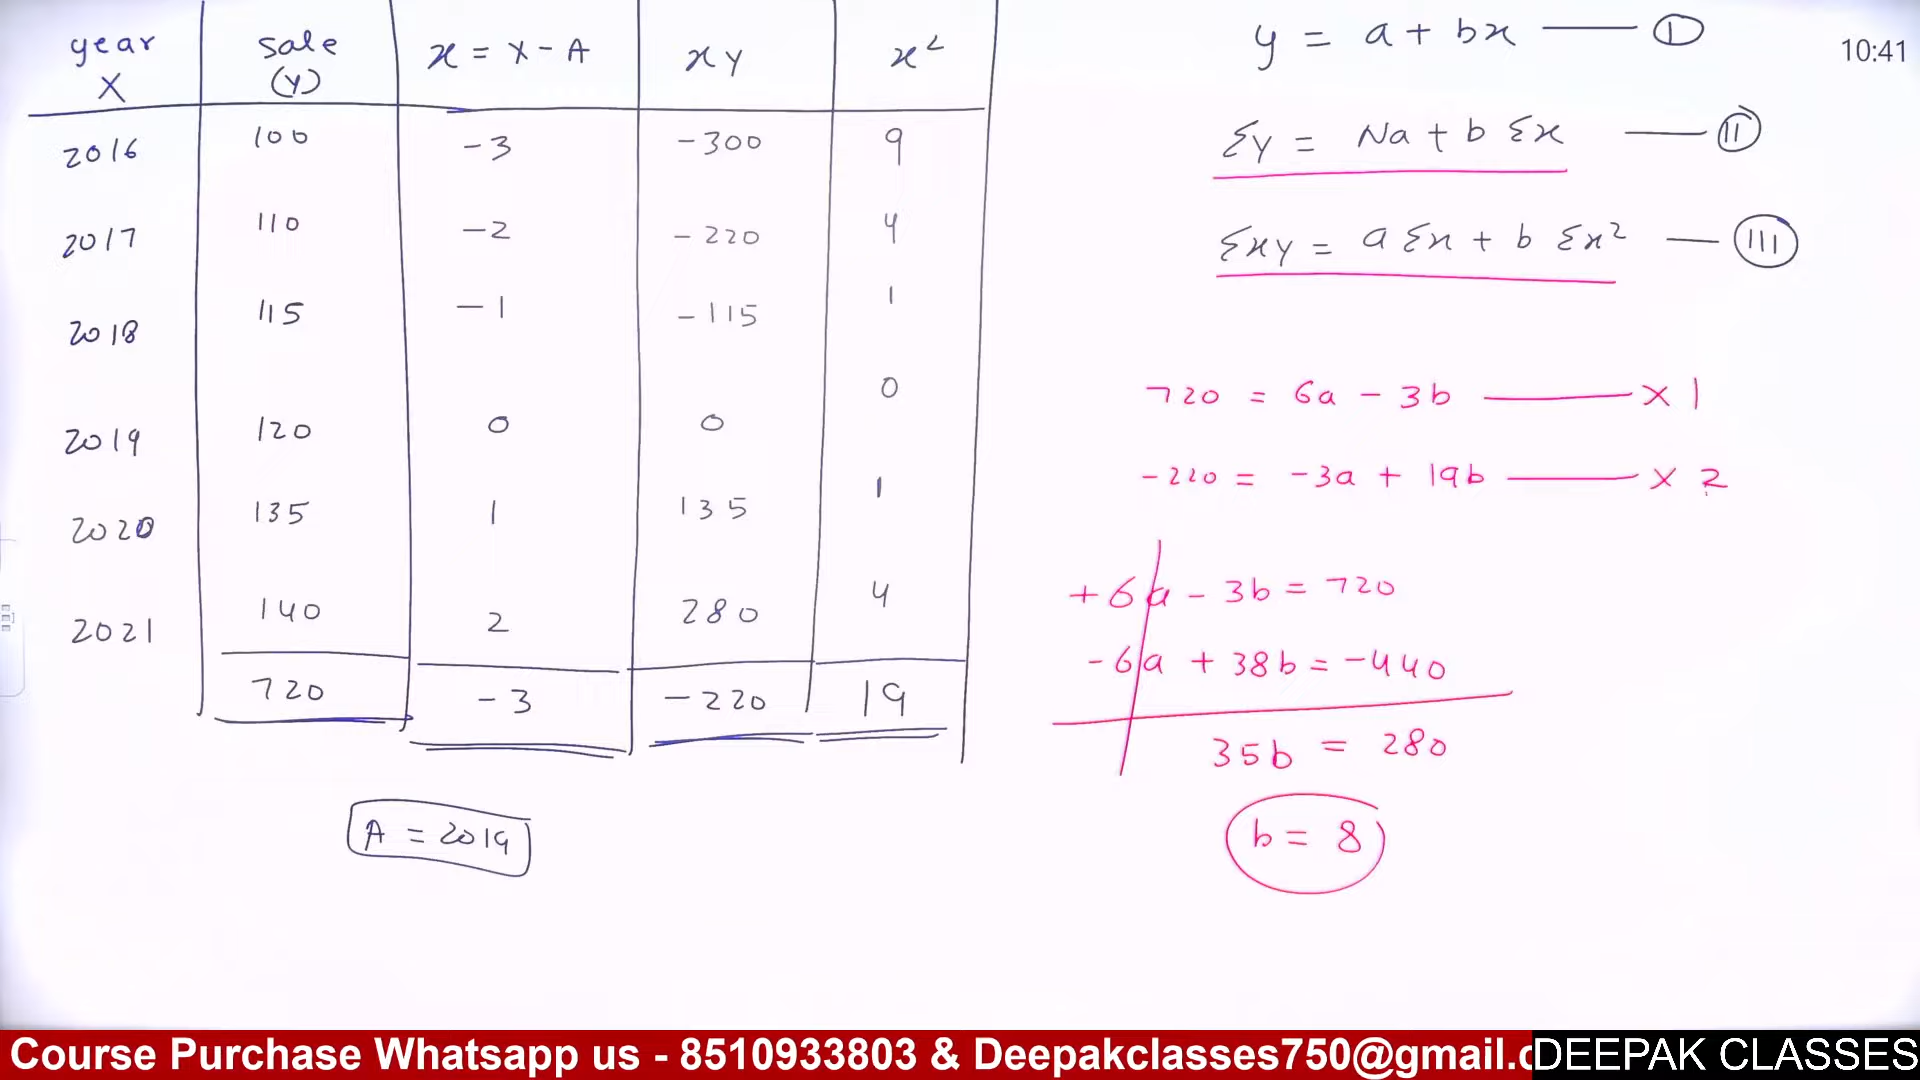 year X | sale (Y) | x = X - A | xy | x²
2016 | 100 | -3 | -300 | 9
2017 | 110 | -2 | -220 | 4
2018 | 115 | -1 | -115 | 1
2019 | 120 | 0 | 0 | 0
2020 | 135 | 1 | 135 | 1
2021 | 140 | 2 | 280 | 4
720 | -3 | -220 | 19
A = 2019
y = a + bx —— I
Σy = Na + b Σx —— II
Σxy = a Σx + b Σx² — III
720 = 6a - 3b —— X 1
-220 = -3a + 19b —— X 2
+6a - 3b = 720
-6a + 38b = -440
35b = 280
b = 8
10:41
Course Purchase Whatsapp us - 8510933803 & Deepakclasses750@gmail.c
DEEPAK CLASSES